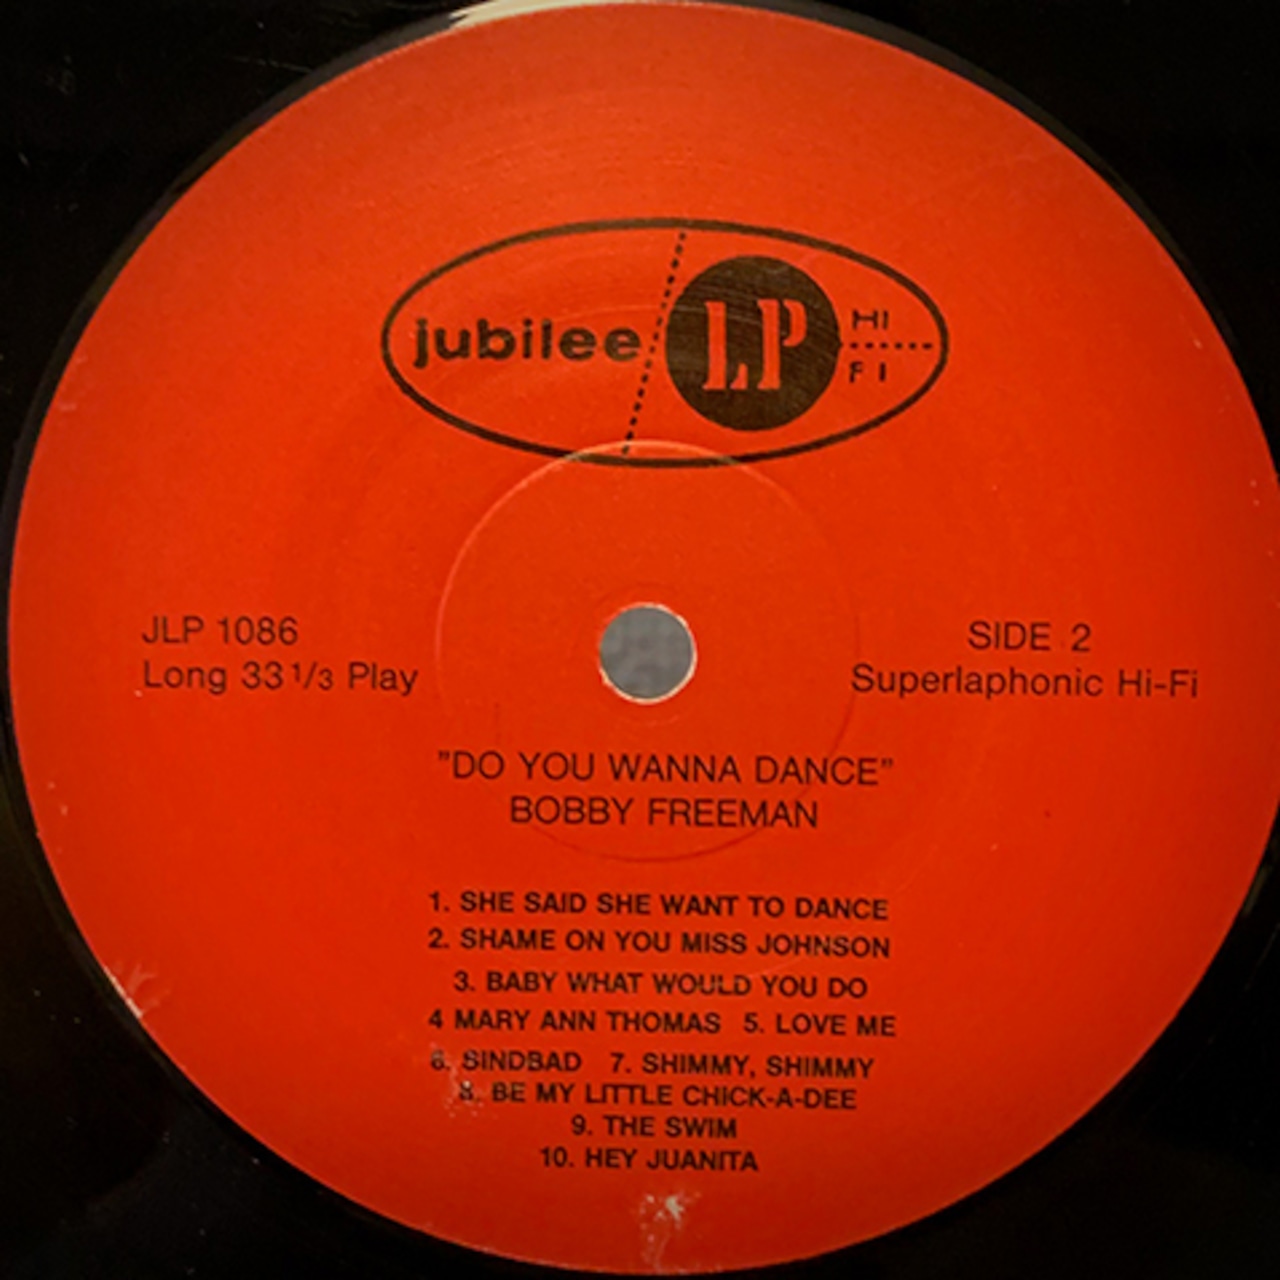 jubilee LP HI FI
JLP 1086
Long 33 1/3 Play
SIDE 2
Superlaphonic Hi-Fi
"DO YOU WANNA DANCE"
BOBBY FREEMAN
1. SHE SAID SHE WANT TO DANCE
2. SHAME ON YOU MISS JOHNSON
3. BABY WHAT WOULD YOU DO
4 MARY ANN THOMAS 5. LOVE ME
6. SINDBAD 7. SHIMMY, SHIMMY
8. BE MY LITTLE CHICK-A-DEE
9. THE SWIM
10. HEY JUANITA